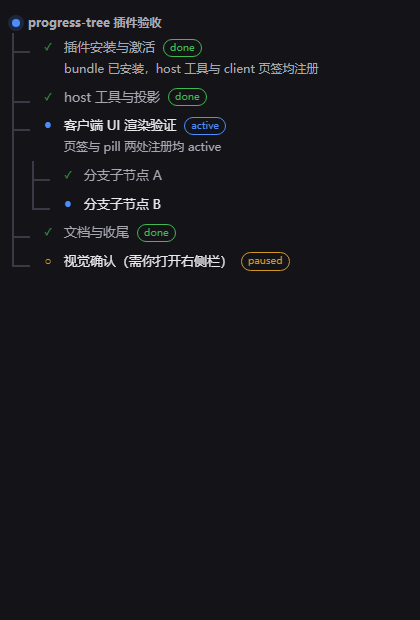 progress-tree 插件验收
插件安装与激活 done
bundle 已安装，host 工具与 client 页签均注册
host 工具与投影 done
客户端 UI 渲染验证 active
页签与 pill 两处注册均 active
分支子节点 A
分支子节点 B
文档与收尾 done
视觉确认（需你打开右侧栏） paused